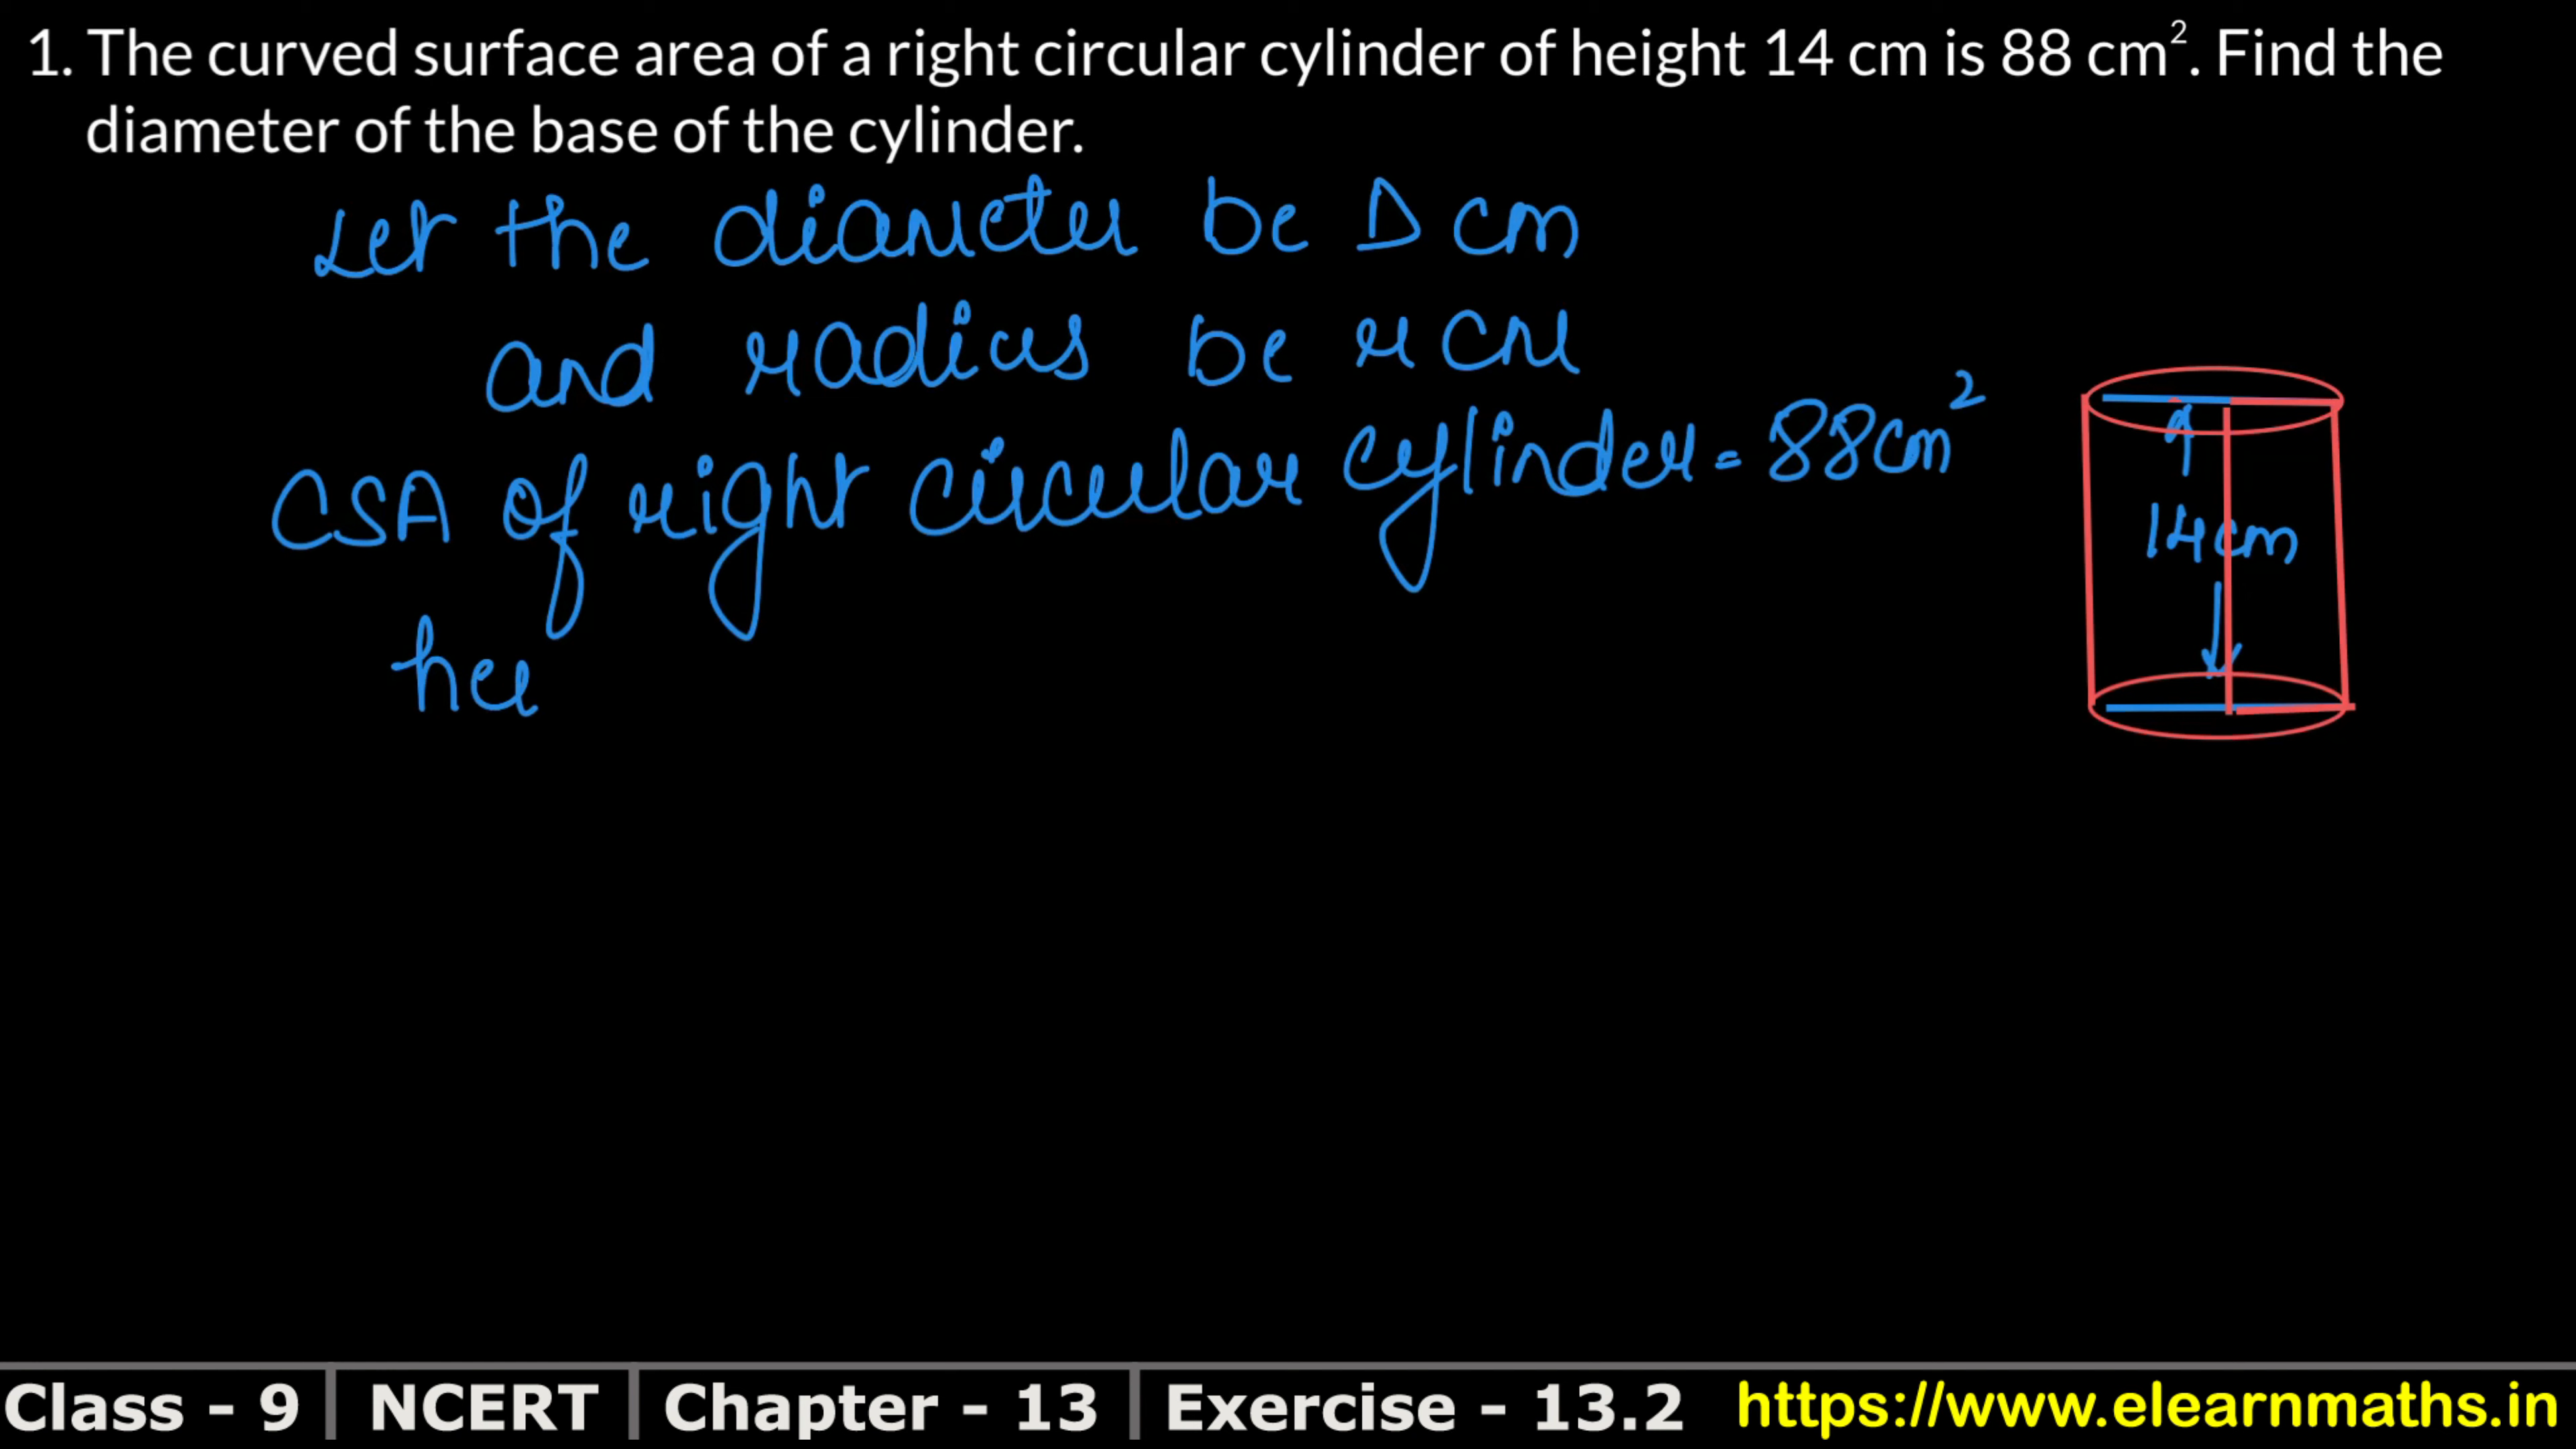 1. The curved surface area of a right circular cylinder of height 14 cm is 88 cm². Find the
diameter of the base of the cylinder.
Let the diameter be D cm
and radius be r cm
CSA of right circular cylinder = 88cm²
her
14cm
Class - 9 | NCERT | Chapter - 13 | Exercise - 13.2 https://www.elearnmaths.in